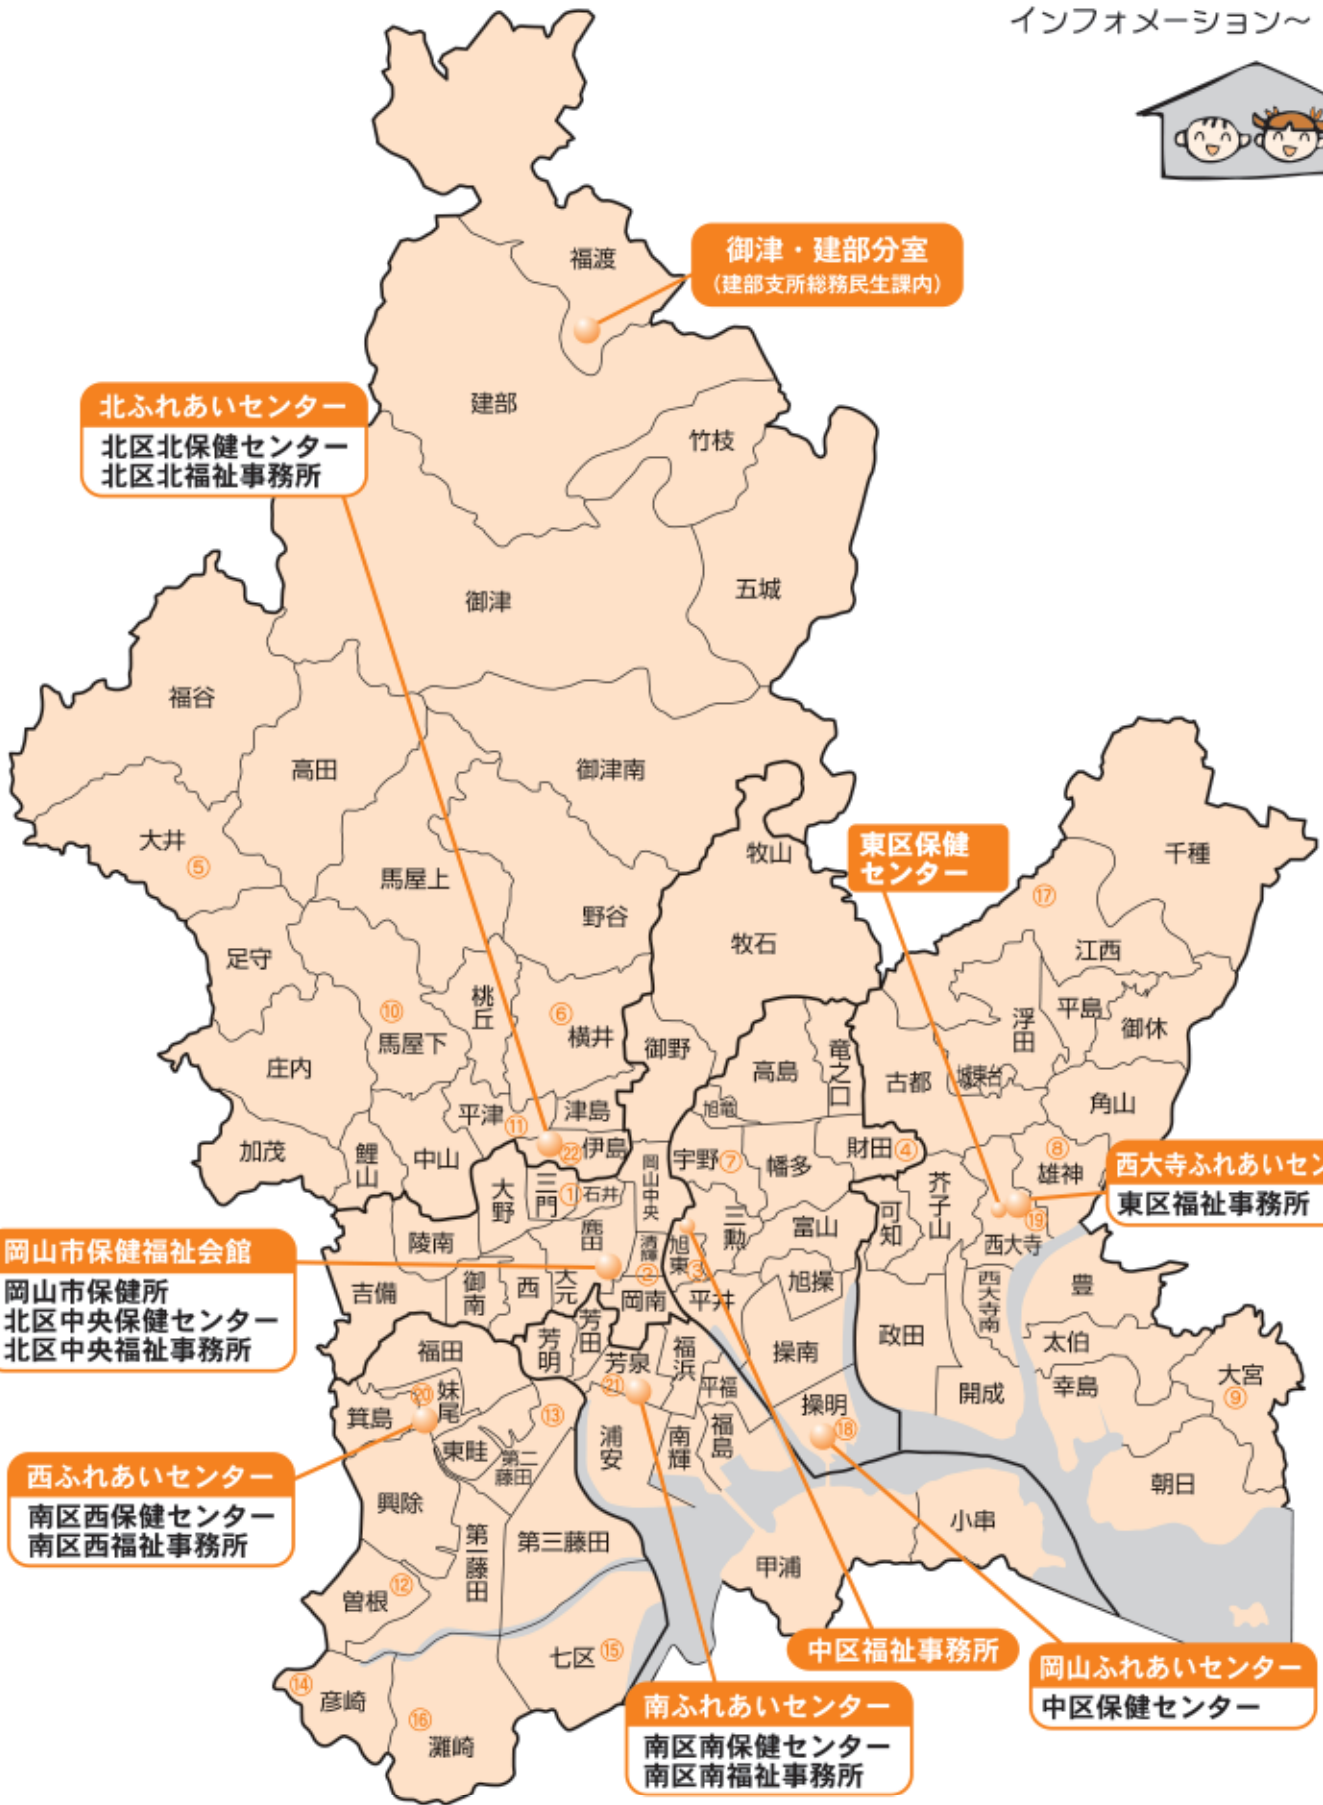 インフォメーション～
福渡
御津・建部分室
（建部支所総務民生課内）
建部
竹枝
北ふれあいセンター
北区北保健センター
北区北福祉事務所
御津
五城
福谷
高田
御津南
大井
⑤
馬屋上
野谷
牧山
牧石
東区保健
センター
千種
⑰
江西
足守
⑩
馬屋下
桃丘
⑥
横井
御野
高島
竜之口
古都
浮田
城東台
平島
御休
角山
庄内
平津
⑪
津島
旭竜
加茂
鯉山
中山
㉒
伊島
岡山中央
宇野
⑦
幡多
財田
④
芥子山
⑧
雄神
西大寺ふれあいセン
東区福祉事務所
大野
三門
①
石井
鹿田
清輝
②
旭東
③
三勲
富山
可知
⑲
西大寺
岡山市保健福祉会館
岡山市保健所
北区中央保健センター
北区中央福祉事務所
陵南
吉備
御南
西
大元
岡南
平井
旭操
政田
西大寺南
豊
福田
芳明
芳田
芳泉
㉑
福浜
平福
操南
太伯
幸島
大宮
⑨
開成
箕島
⑳
妹尾
⑬
東畦
第二
藤田
浦安
南輝
福島
操明
⑱
朝日
西ふれあいセンター
南区西保健センター
南区西福祉事務所
興除
第一藤田
第三藤田
小串
甲浦
曽根
⑫
七区
⑮
⑭
彦崎
⑯
灘崎
中区福祉事務所
南ふれあいセンター
南区南保健センター
南区南福祉事務所
岡山ふれあいセンター
中区保健センター